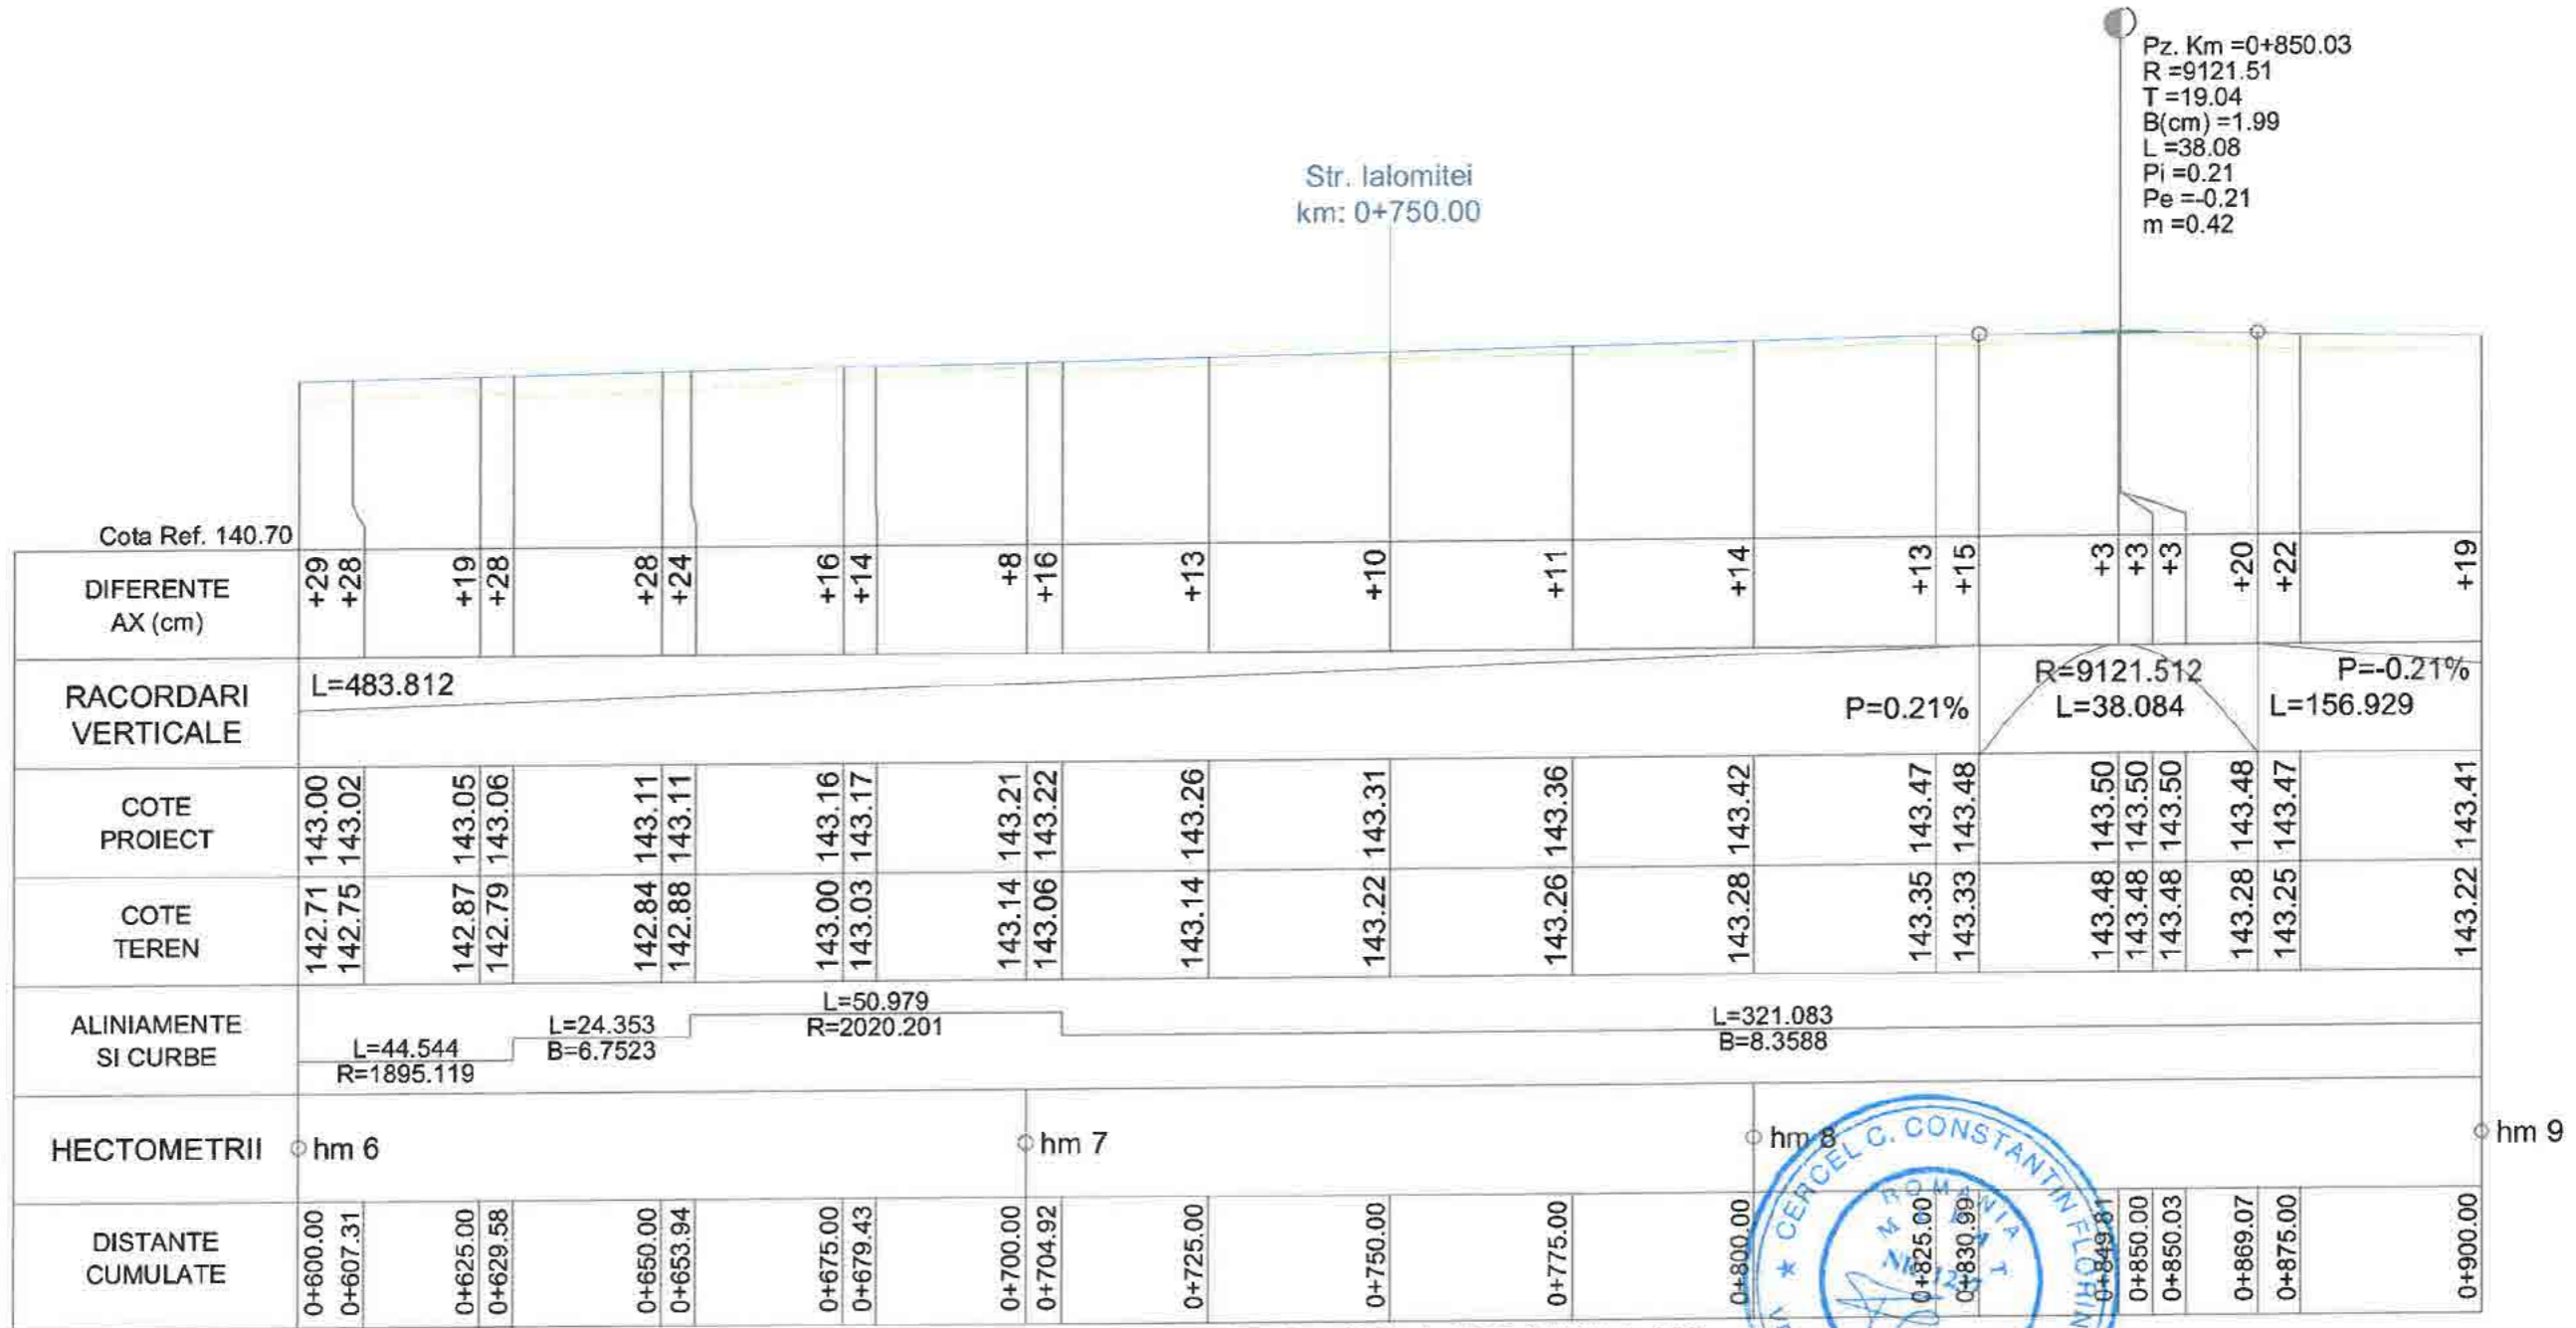 Pz. Km =0+850.03
R =9121.51
T =19.04
B(cm) =1.99
L =38.08
Pi =0.21
Pe =-0.21
m =0.42
Str. Ialomitei
km: 0+750.00
Cota Ref. 140.70
DIFERENTE
AX (cm)
+29 +28 +19 +28 +28 +24 +16 +14 +8 +16 +13 +10 +11 +14 +13 +15 +3 +3 +3 +20 +22 +19
RACORDARI
VERTICALE
L=483.812
P=0.21%
R=9121.512
L=38.084
P=-0.21%
L=156.929
COTE
PROIECT
143.00 143.02 143.05 143.06 143.11 143.11 143.16 143.17 143.21 143.22 143.26 143.31 143.36 143.42 143.47 143.48 143.50 143.50 143.50 143.48 143.47 143.41
COTE
TEREN
142.71 142.75 142.87 142.79 142.84 142.88 143.00 143.03 143.14 143.06 143.14 143.22 143.26 143.28 143.35 143.33 143.48 143.48 143.48 143.28 143.25 143.22
ALINIAMENTE
SI CURBE
L=44.544
R=1895.119
L=24.353
B=6.7523
L=50.979
R=2020.201
L=321.083
B=8.3588
HECTOMETRII
hm 6
hm 7
hm 8
hm 9
DISTANTE
CUMULATE
0+600.00 0+607.31 0+625.00 0+629.58 0+650.00 0+653.94 0+675.00 0+679.43 0+700.00 0+704.92 0+725.00 0+750.00 0+775.00 0+800.00 0+825.00 0+830.99 0+849.81 0+850.00 0+850.03 0+869.07 0+875.00 0+900.00
★ CERCEL C. CONSTANTIN FLORIN
ROMANIA